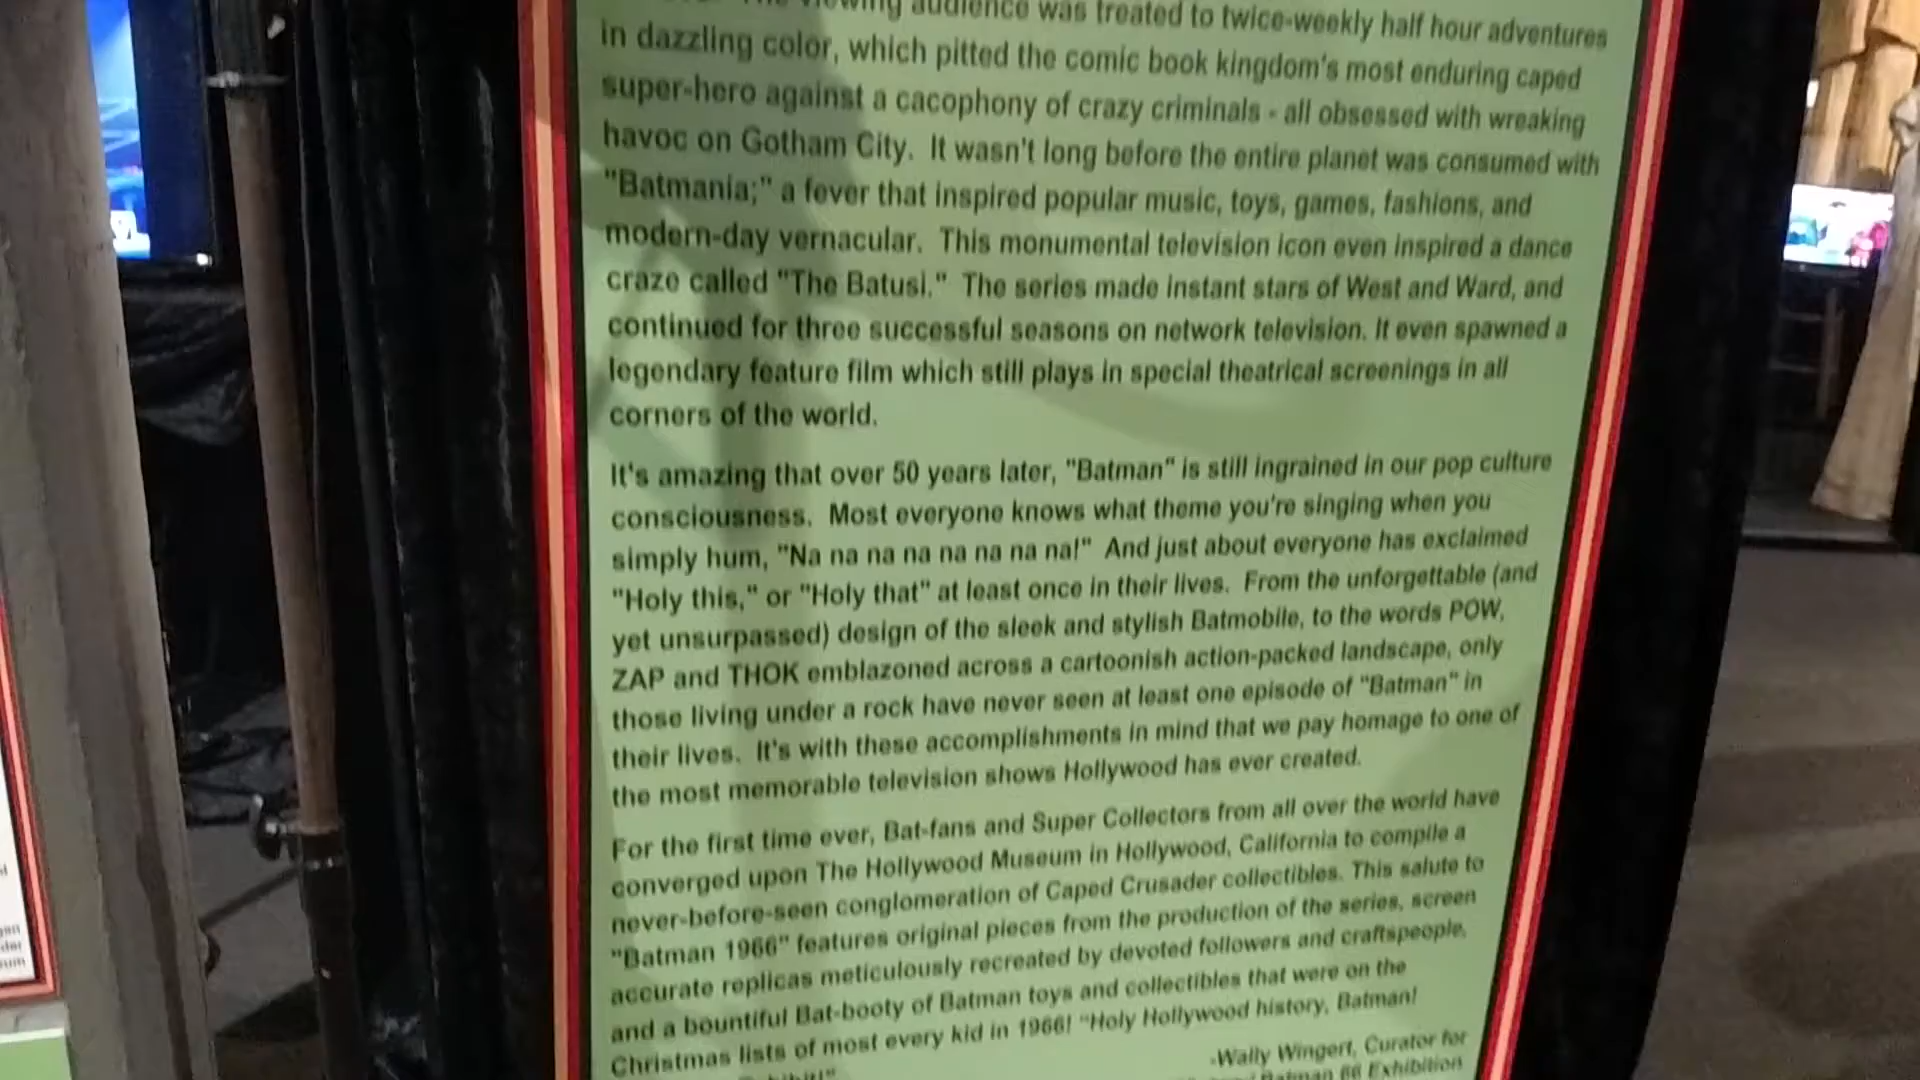 viewing audience was treated to twice-weekly half hour adventures
in dazzling color, which pitted the comic book kingdom's most enduring caped
super-hero against a cacophony of crazy criminals - all obsessed with wreaking
havoc on Gotham City. It wasn't long before the entire planet was consumed with
"Batmania;" a fever that inspired popular music, toys, games, fashions, and
modern-day vernacular. This monumental television icon even inspired a dance
craze called "The Batusi." The series made instant stars of West and Ward, and
continued for three successful seasons on network television. It even spawned a
legendary feature film which still plays in special theatrical screenings in all
corners of the world.
It's amazing that over 50 years later, "Batman" is still ingrained in our pop culture
consciousness. Most everyone knows what theme you're singing when you
simply hum, "Na na na na na na na na!" And just about everyone has exclaimed
"Holy this," or "Holy that" at least once in their lives. From the unforgettable (and
yet unsurpassed) design of the sleek and stylish Batmobile, to the words POW,
ZAP and THOK emblazoned across a cartoonish action-packed landscape, only
those living under a rock have never seen at least one episode of "Batman" in
their lives. It's with these accomplishments in mind that we pay homage to one of
the most memorable television shows Hollywood has ever created.
For the first time ever, Bat-fans and Super Collectors from all over the world have
converged upon The Hollywood Museum in Hollywood, California to compile a
never-before-seen conglomeration of Caped Crusader collectibles. This salute to
"Batman 1966" features original pieces from the production of the series, screen
accurate replicas meticulously recreated by devoted followers and craftspeople,
and a bountiful Bat-booty of Batman toys and collectibles that were on the
Christmas lists of most every kid in 1966! "Holy Hollywood history, Batman!
-Wally Wingert, Curator for
Batman 66 Exhibition